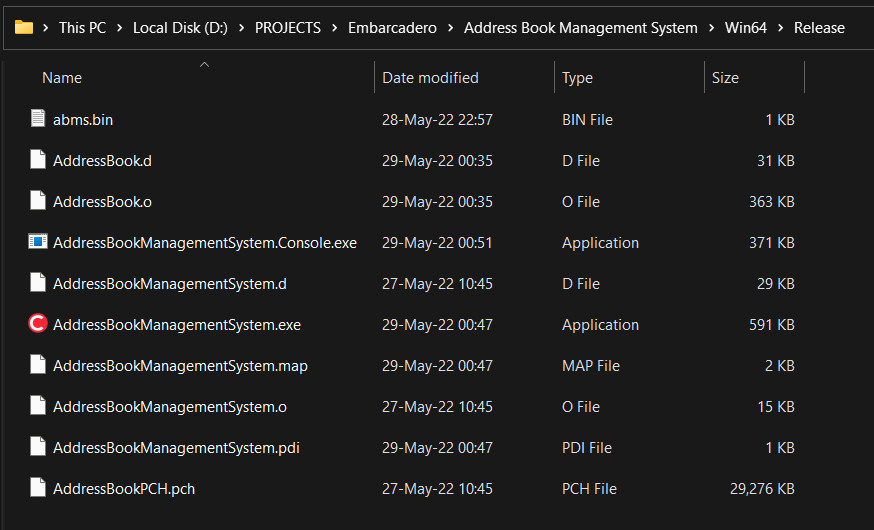 This PC > Local Disk (D:) > PROJECTS > Embarcadero > Address Book Management System > Win64 > Release
Name Date modified Type Size
abms.bin 28-May-22 22:57 BIN File 1 KB
AddressBook.d 29-May-22 00:35 D File 31 KB
AddressBook.o 29-May-22 00:35 O File 363 KB
AddressBookManagementSystem.Console.exe 29-May-22 00:51 Application 371 KB
AddressBookManagementSystem.d 27-May-22 10:45 D File 29 KB
AddressBookManagementSystem.exe 29-May-22 00:47 Application 591 KB
AddressBookManagementSystem.map 29-May-22 00:47 MAP File 2 KB
AddressBookManagementSystem.o 27-May-22 10:45 O File 15 KB
AddressBookManagementSystem.pdi 29-May-22 00:47 PDI File 1 KB
AddressBookPCH.pch 27-May-22 10:45 PCH File 29,276 KB